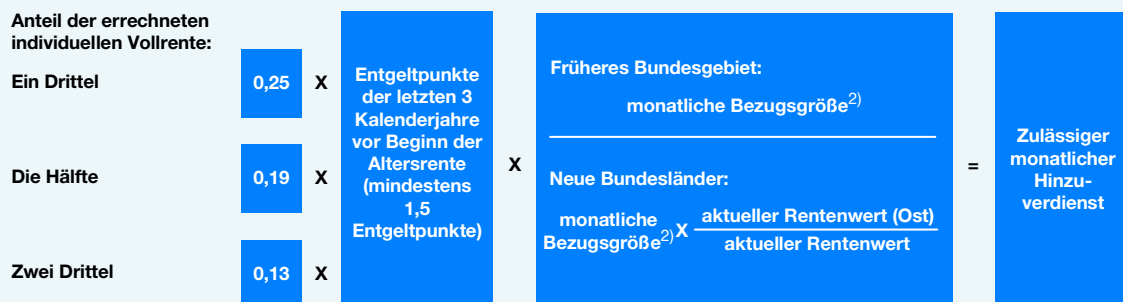 Anteil der errechneten
individuellen Vollrente:
Ein Drittel
0,25
X
Die Hälfte
0,19
X
Zwei Drittel
0,13
X
Entgeltpunkte
der letzten 3
Kalenderjahre
vor Beginn der
Altersrente
(mindestens
1,5
Entgeltpunkte)
X
Früheres Bundesgebiet:
monatliche Bezugsgröße2)
Neue Bundesländer:
monatliche
Bezugsgröße2)
X
aktueller Rentenwert (Ost)
aktueller Rentenwert
=
Zulässiger
monatlicher
Hinzu-
verdienst